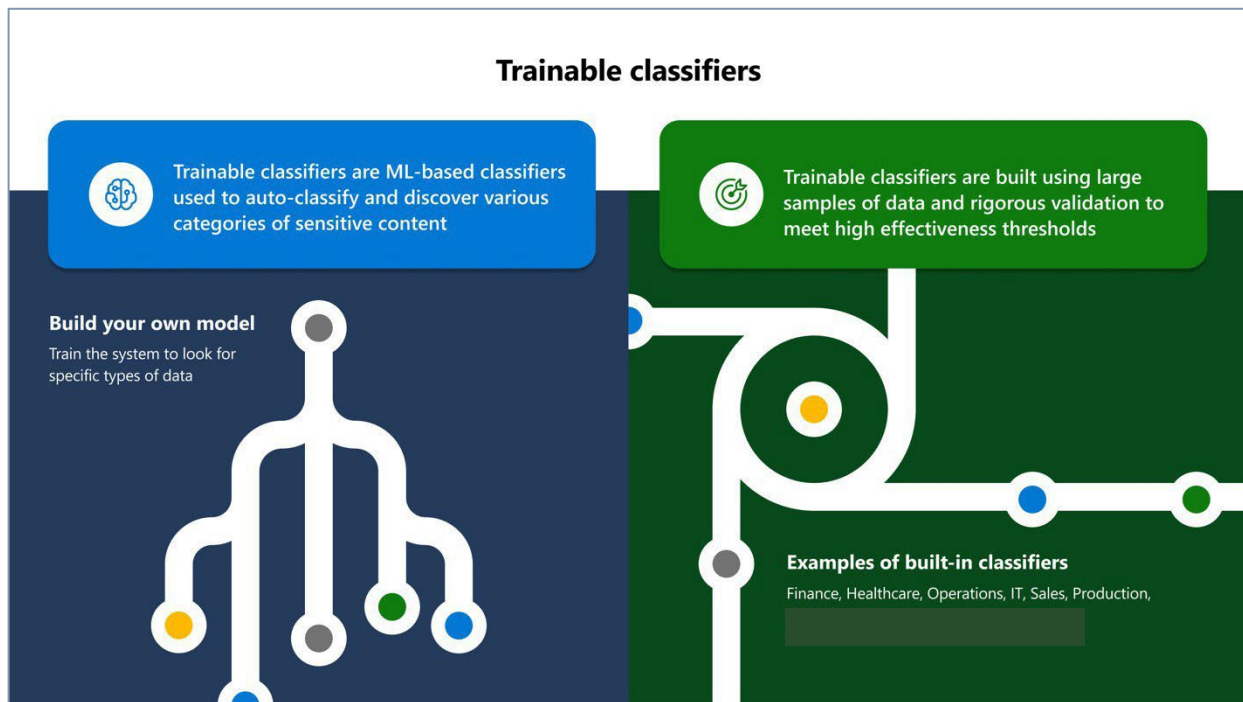 Trainable classifiers
Trainable classifiers are ML-based classifiers
used to auto-classify and discover various
categories of sensitive content
Trainable classifiers are built using large
samples of data and rigorous validation to
meet high effectiveness thresholds
Build your own model
Train the system to look for
specific types of data
Examples of built-in classifiers
Finance, Healthcare, Operations, IT, Sales, Production,